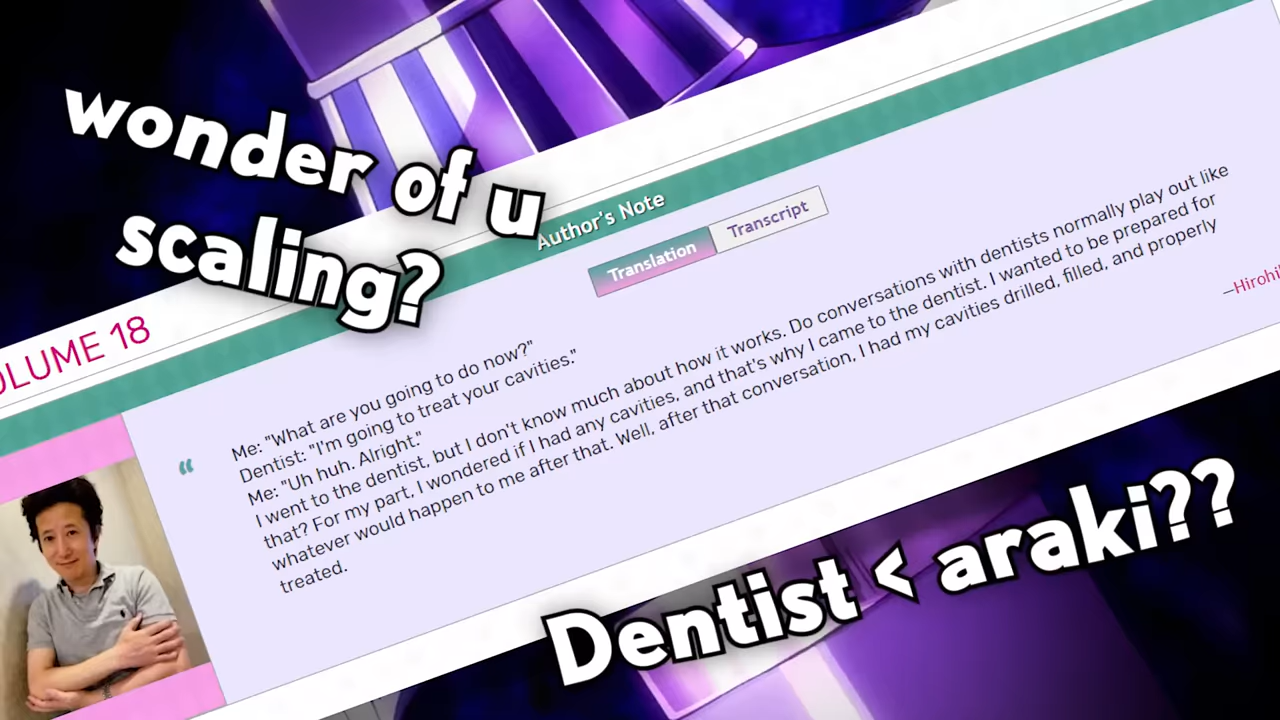 wonder of u
scaling?
Author's Note
Translation
Transcript
OLUME 18
“
Me: "What are you going to do now?"
Dentist: "I'm going to treat your cavities."
Me: "Uh huh. Alright."
I went to the dentist, but I don't know much about how it works. Do conversations with dentists normally play out like
that? For my part, I wondered if I had any cavities, and that's why I came to the dentist. I wanted to be prepared for
whatever would happen to me after that. Well, after that conversation, I had my cavities drilled, filled, and properly
treated.
—Hirohi
Dentist < araki??